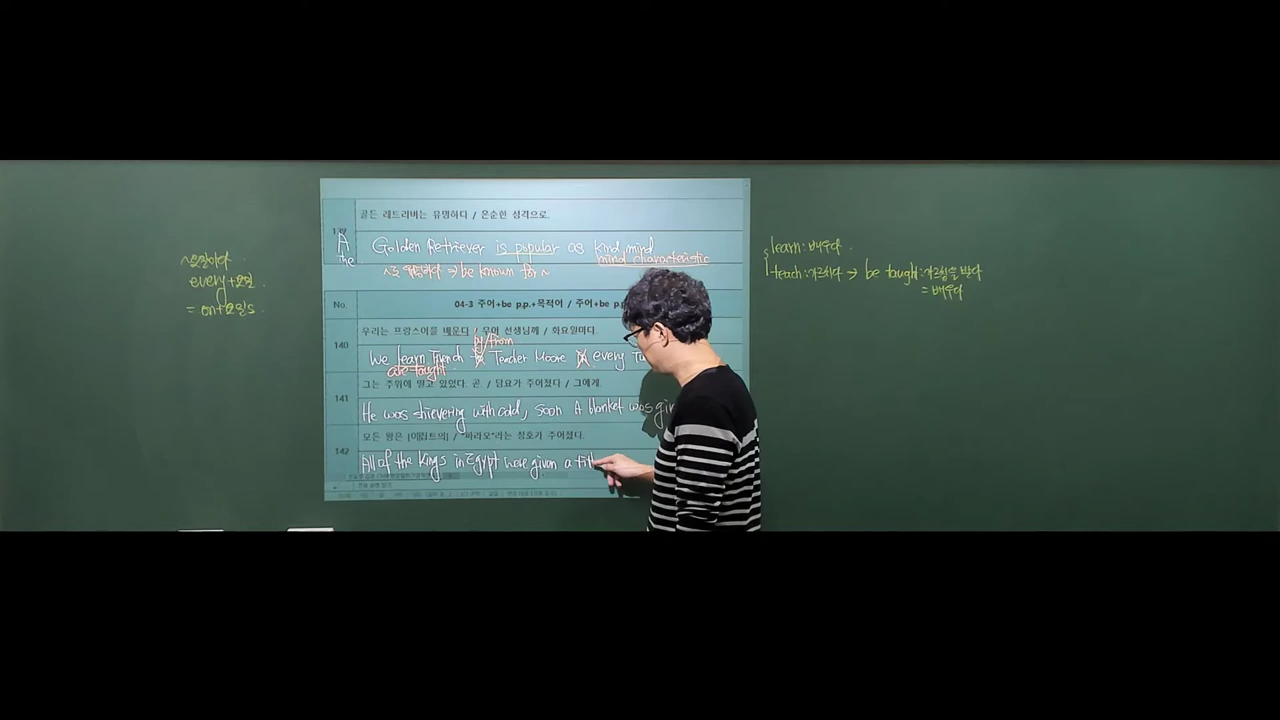 골든 레트리버는 유명하다 / 온순한 성격으로.
A
the
Golden Retriever is popular as kind mind
mind characteristic
~로 유명하다 => be known for ~
~요일마다.
every+요일.
= on+요일s.
learn : 배우다.
teach : 가르치다 → be taught : 가르침을 받다
= 배우다
No.
04-3 주어+be p.p.+목적어 / 주어+be p.p
140
우리는 프랑스어를 배운다 / 무어 선생님께 / 화요일마다.
by/from
We learn French Teacher Moore every Tu
are taught
141
그는 추위에 떨고 있었다. 곧. / 담요가 주어졌다 / 그에게.
He was shievering with cold, soon A blanket was giv
142
모든 왕은 |이집트의| / "파라오"라는 칭호가 주어졌다.
All of the kings in Egypt were given a titl